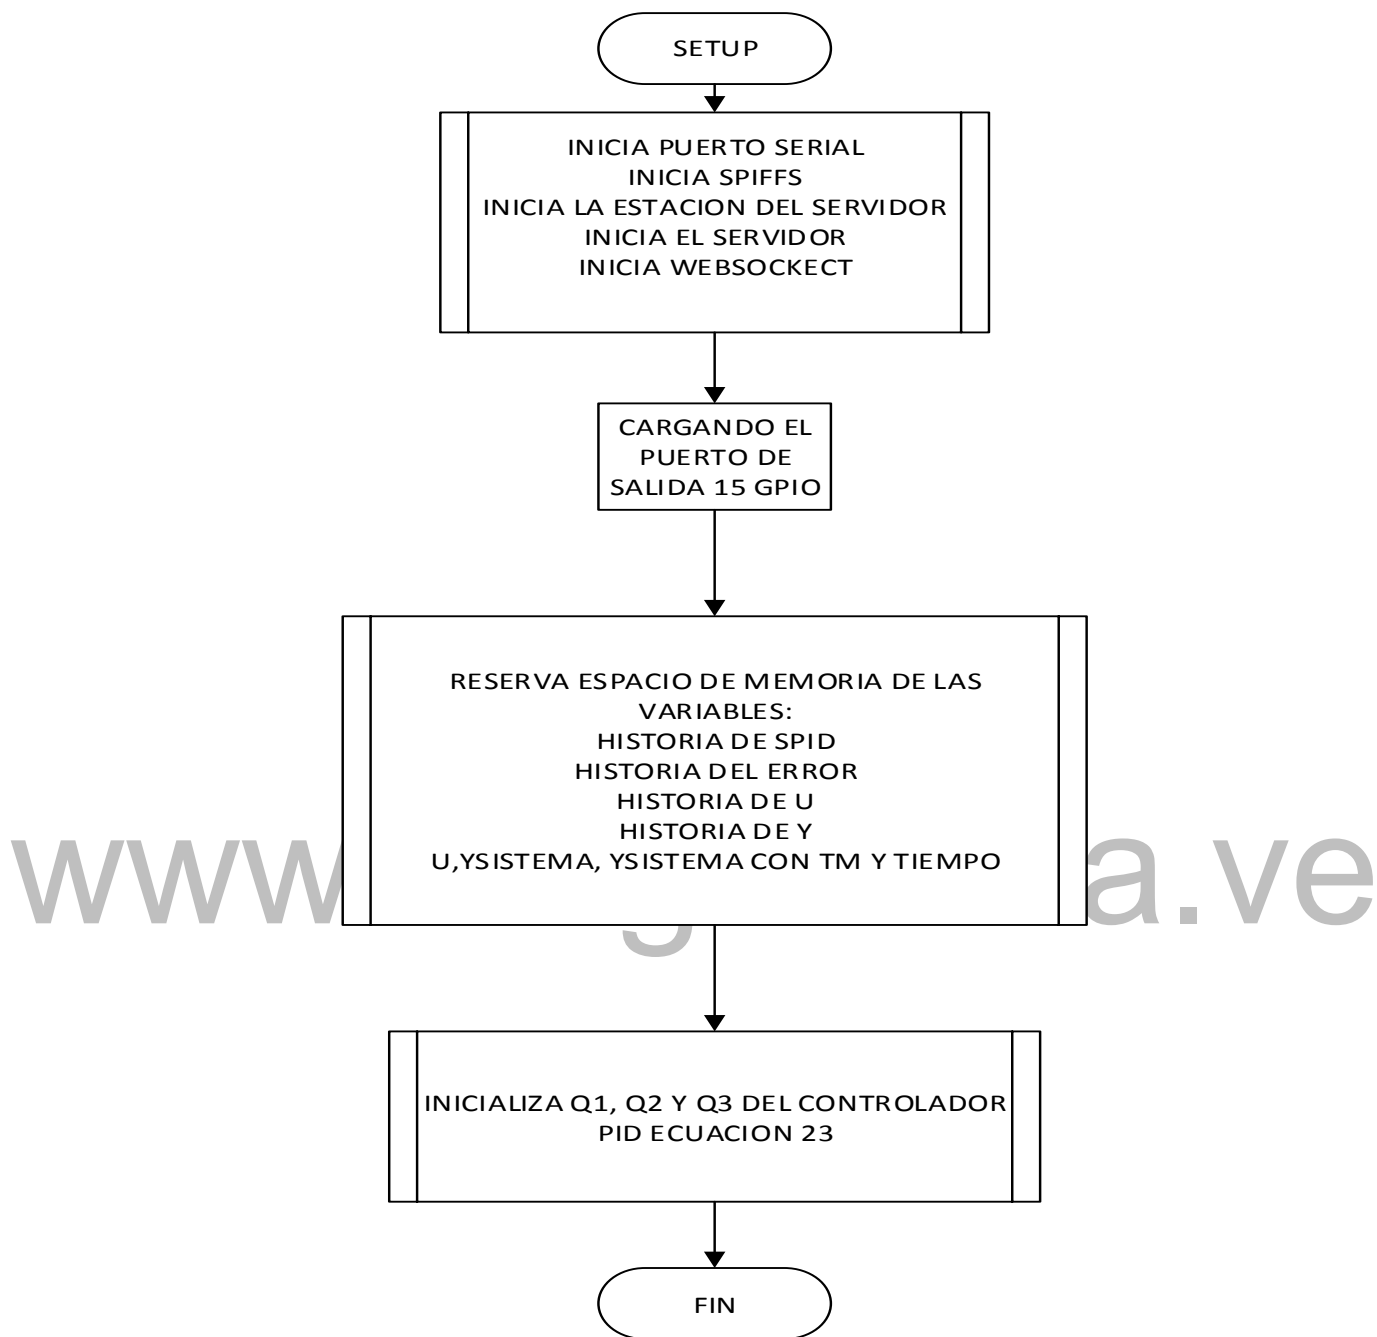 SETUP
INICIA PUERTO SERIAL
INICIA SPIFFS
INICIA LA ESTACION DEL SERVIDOR
INICIA EL SERVIDOR
INICIA WEBSOCKECT
CARGANDO EL
PUERTO DE
SALIDA 15 GPIO
RESERVA ESPACIO DE MEMORIA DE LAS
VARIABLES:
HISTORIA DE SPID
HISTORIA DEL ERROR
HISTORIA DE U
HISTORIA DE Y
U,YSISTEMA, YSISTEMA CON TM Y TIEMPO
INICIALIZA Q1, Q2 Y Q3 DEL CONTROLADOR
PID ECUACION 23
FIN